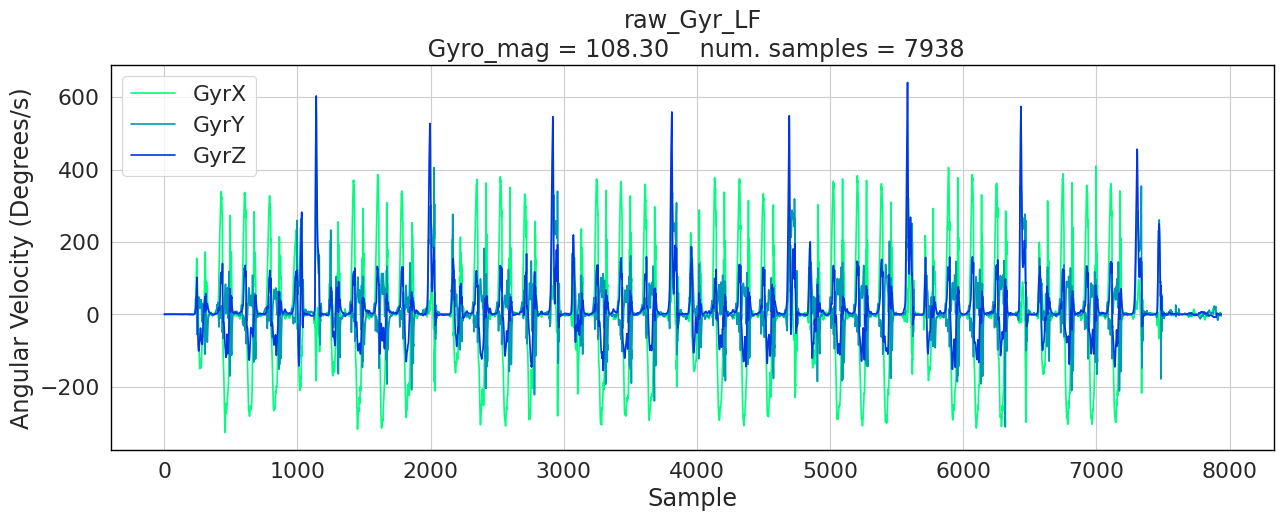 raw_Gyr_LF
Gyro_mag = 108.30    num. samples = 7938
GyrX
GyrY
GyrZ
Angular Velocity (Degrees/s)
600
400
200
0
−200
0 1000 2000 3000 4000 5000 6000 7000 8000
Sample